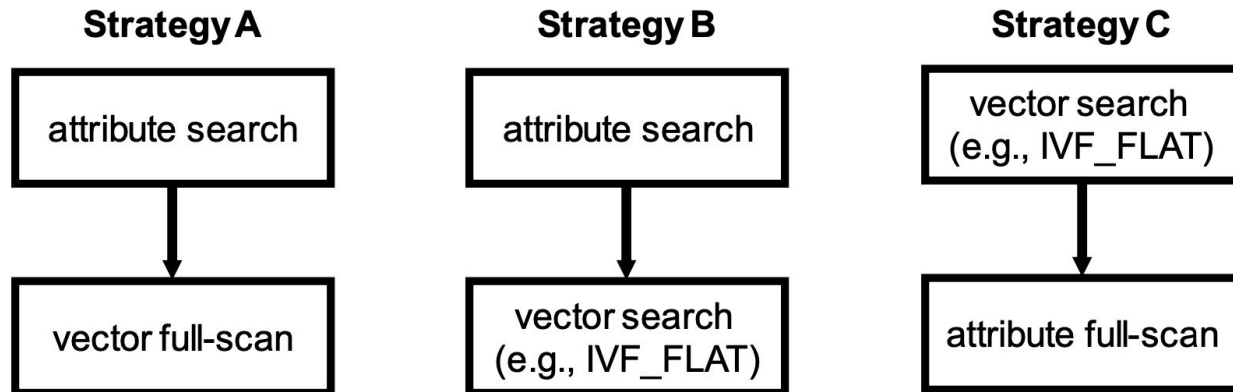 Strategy A
attribute search
vector full-scan
Strategy B
attribute search
vector search
(e.g., IVF_FLAT)
Strategy C
vector search
(e.g., IVF_FLAT)
attribute full-scan